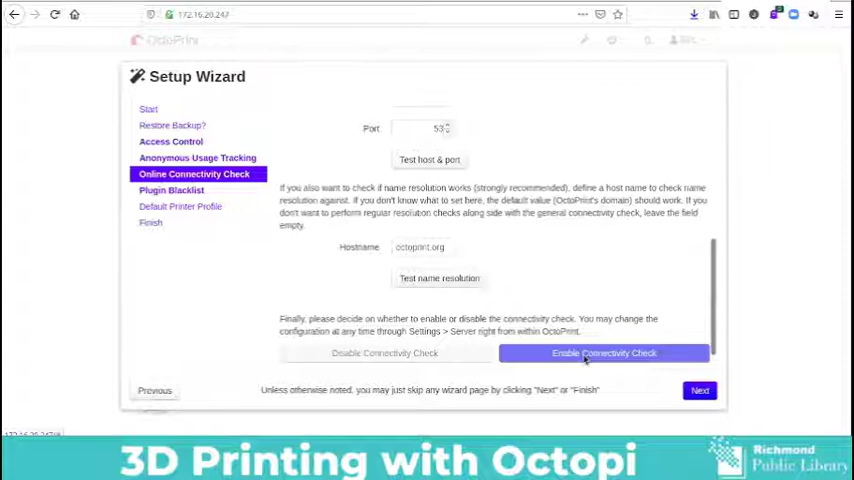 172.16.20.247
OctoPrint
Setup Wizard
Start
Restore Backup?
Access Control
Anonymous Usage Tracking
Online Connectivity Check
Plugin Blacklist
Default Printer Profile
Finish
Port 53
Test host & port
If you also want to check if name resolution works (strongly recommended), define a host name to check name
resolution against. If you don't know what to set here, the default value (OctoPrint's domain) should work. If you
don't want to perform regular resolution checks along side with the general connectivity check, leave the field
empty.
Hostname octoprint.org
Test name resolution
Finally, please decide on whether to enable or disable the connectivity check. You may change the
configuration at any time through Settings > Server right from within OctoPrint.
Disable Connectivity Check Enable Connectivity Check
Previous Unless otherwise noted, you may just skip any wizard page by clicking "Next" or "Finish" Next
3D Printing with Octopi
Richmond
Public Library